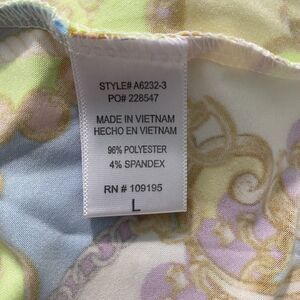 STYLE# A6232-3
PO# 228547
MADE IN VIETNAM
HECHO EN VIETNAM
96% POLYESTER
4% SPANDEX
RN # 109195
L